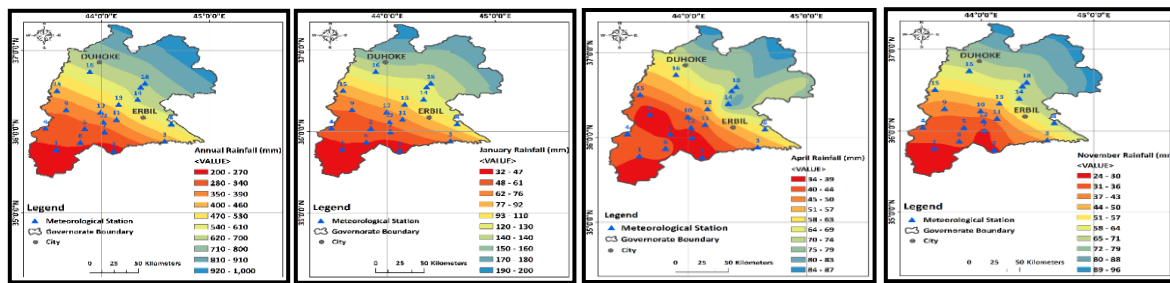 44°0'0"E 45°0'0"E
37°0'0"N
36°0'0"N
35°0'0"N
DUHOKE
ERBIL
Annual Rainfall (mm)
<VALUE>
200 - 270
280 - 340
350 - 390
400 - 460
470 - 530
540 - 610
620 - 700
710 - 800
810 - 910
920 - 1,000
Legend
Meteorological Station
Governorate Boundary
City
0 25 50 Kilometers
44°0'0"E 45°0'0"E
37°0'0"N
36°0'0"N
35°0'0"N
DUHOKE
ERBIL
January Rainfall (mm)
<VALUE>
32 - 47
48 - 61
62 - 76
77 - 92
93 - 110
120 - 130
140 - 140
150 - 160
170 - 180
190 - 200
Legend
Meteorological Station
Governorate Boundary
City
0 25 50 Kilometers
44°0'0"E 45°0'0"E
37°0'0"N
36°0'0"N
35°0'0"N
DUHOKE
ERBIL
April Rainfall (mm)
<VALUE>
34 - 39
40 - 44
45 - 50
51 - 57
58 - 63
64 - 69
70 - 74
75 - 79
80 - 83
84 - 87
Legend
Meteorological Station
Governorate Boundary
City
0 25 50 Kilometers
44°0'0"E 45°0'0"E
37°0'0"N
36°0'0"N
35°0'0"N
DUHOKE
ERBIL
November Rainfall (mm)
<VALUE>
24 - 30
31 - 36
37 - 43
44 - 50
51 - 57
58 - 64
65 - 71
72 - 79
80 - 88
89 - 96
Legend
Meteorological Station
Governorate Boundary
City
0 25 50 Kilometers